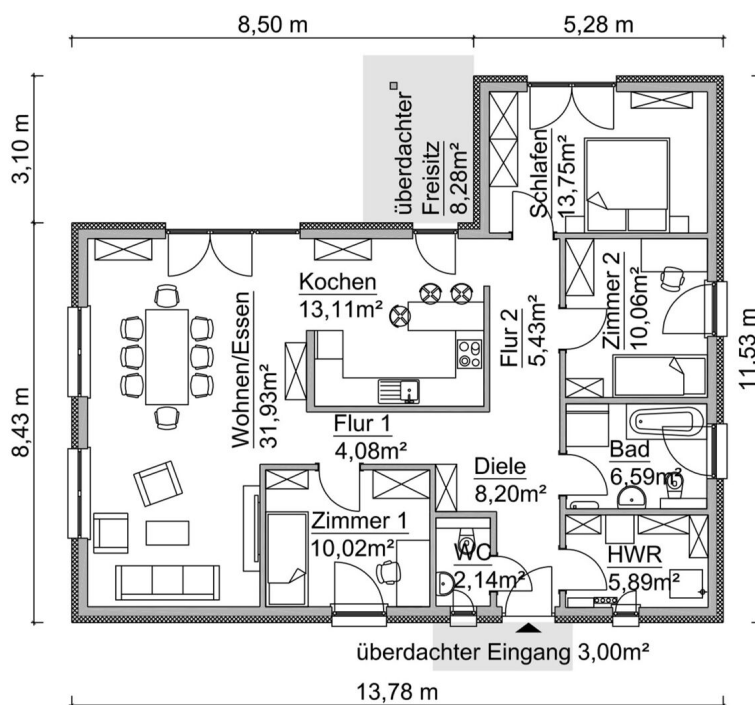 8,50 m
5,28 m
3,10 m
überdachter
Freisitz
8,28m²
Schlafen
13,75m²
Kochen
13,11m²
Zimmer 2
10,06m²
Flur 2
5,43m²
11,53 m
8,43 m
Wohnen/Essen
31,93m²
Flur 1
4,08m²
Diele
8,20m²
Bad
6,59m²
Zimmer 1
10,02m²
WC
2,14m²
HWR
5,89m²
überdachter Eingang 3,00m²
13,78 m